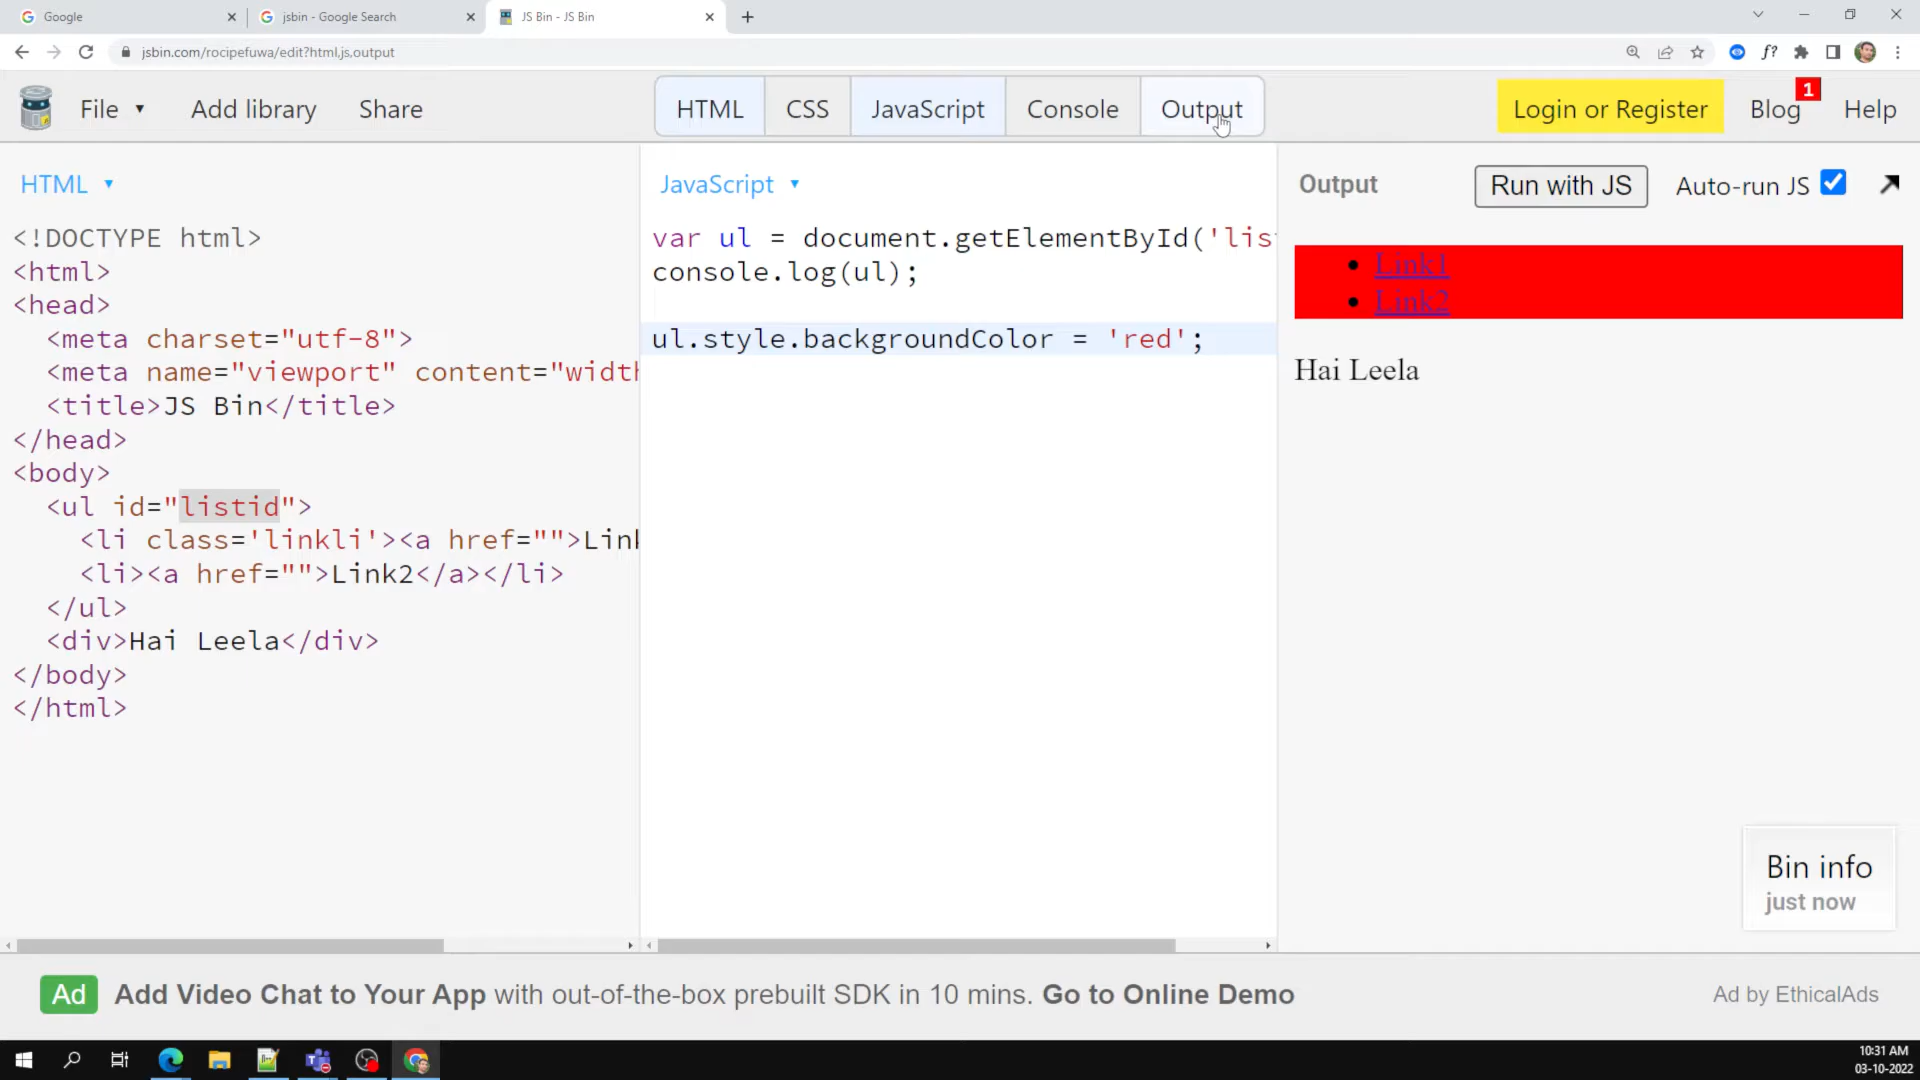 Google
jsbin - Google Search
JS Bin - JS Bin
jsbin.com/rocipefuwa/edit?html,js,output
f?
File
Add library
Share
HTML
CSS
JavaScript
Console
Output
Login or Register
Blog
1
Help
HTML
<!DOCTYPE html>
<html>
<head>
<meta charset="utf-8">
<meta name="viewport" content="width
<title>JS Bin</title>
</head>
<body>
<ul id="listid">
<li class='linkli'><a href="">Link
<li><a href="">Link2</a></li>
</ul>
<div>Hai Leela</div>
</body>
</html>
JavaScript
var ul = document.getElementById('lis
console.log(ul);
ul.style.backgroundColor = 'red';
Output
Run with JS
Auto-run JS
Link1
Link2
Hai Leela
Bin info
just now
Ad
Add Video Chat to Your App with out-of-the-box prebuilt SDK in 10 mins. Go to Online Demo
Ad by EthicalAds
10:31 AM
03-10-2022